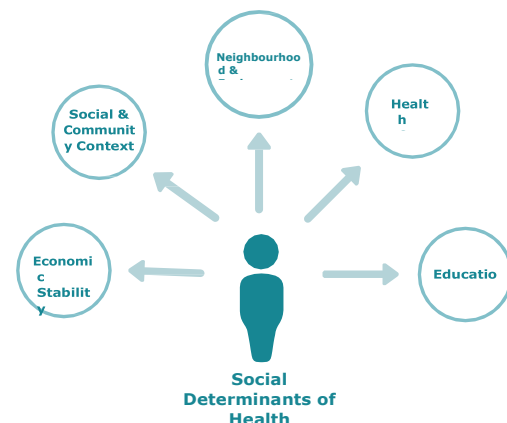 Neighbourhoo
d &
Social &
Communit
y Context
Healt
h
Economi
c
Stabilit
y
Educatio
Social
Determinants of
Health